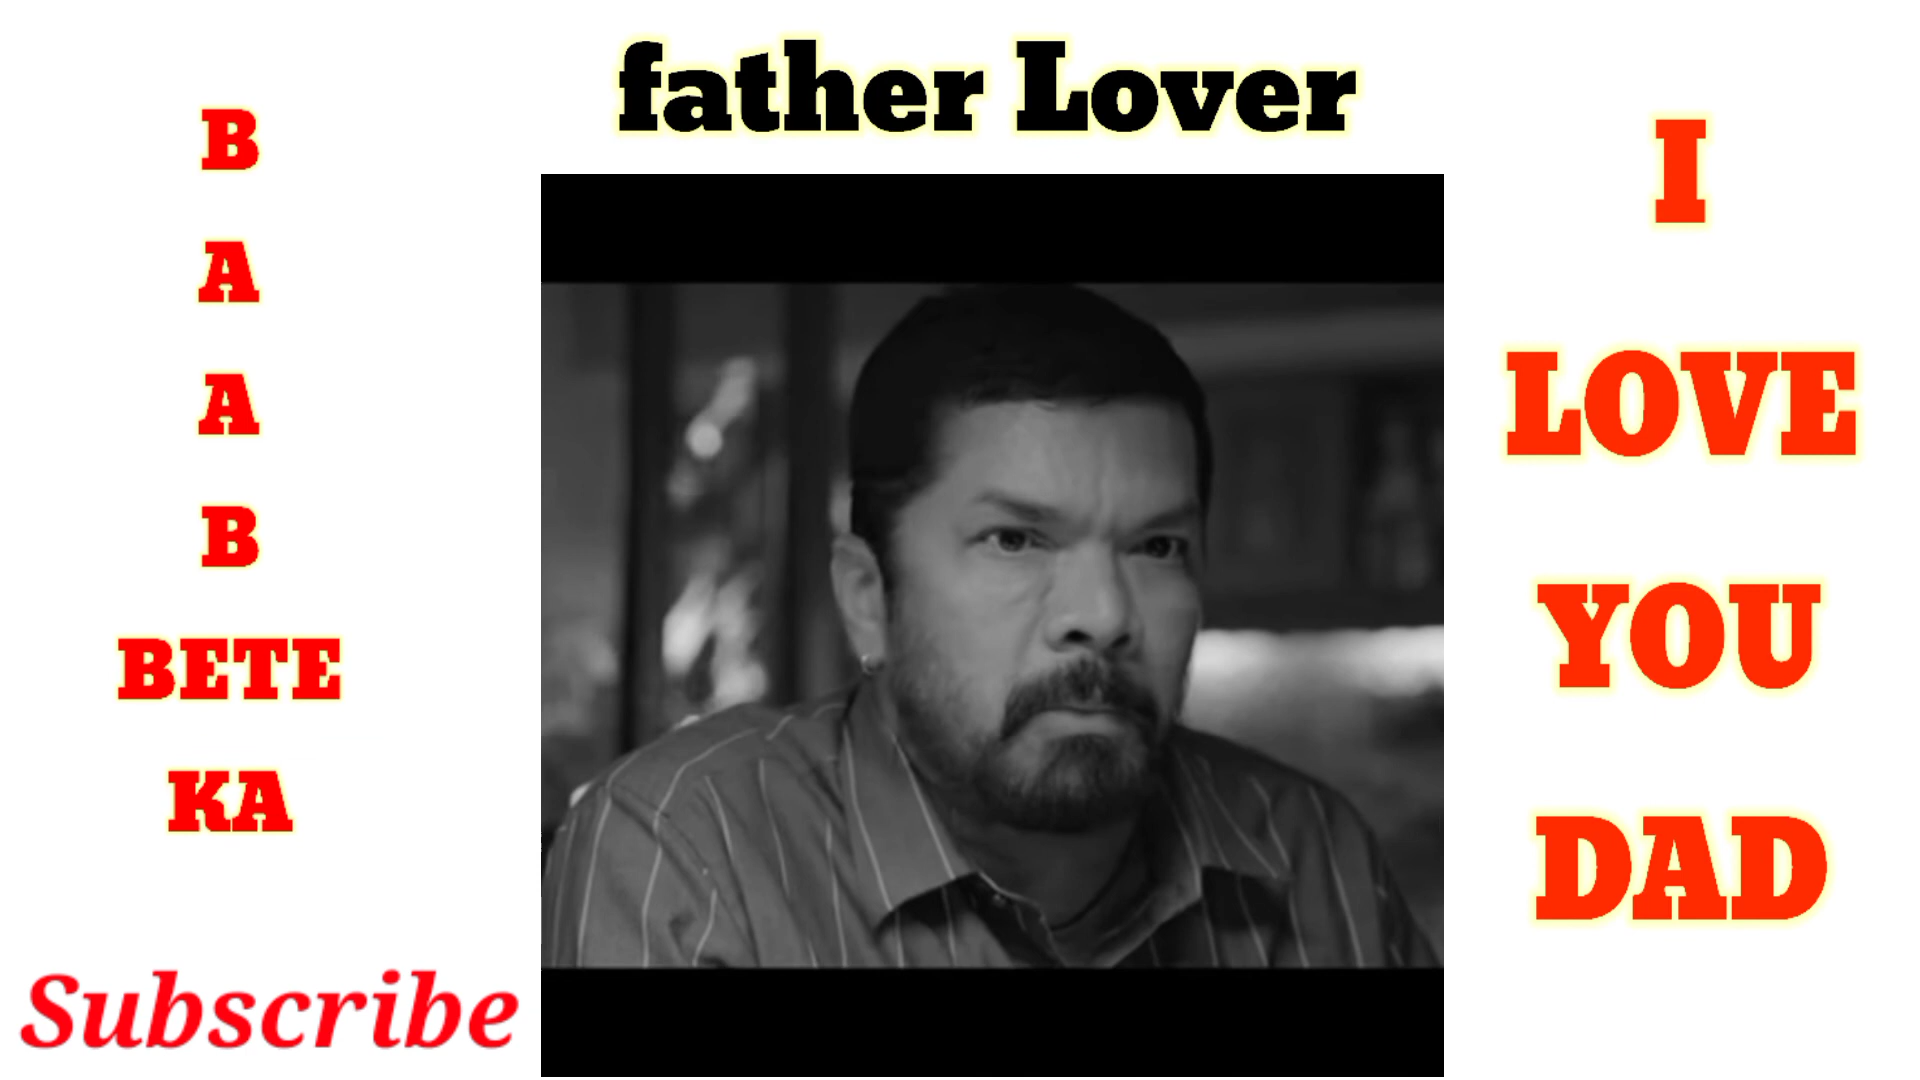 father Lover
B
A
A
B
BETE
KA
Subscribe
I
LOVE
YOU
DAD